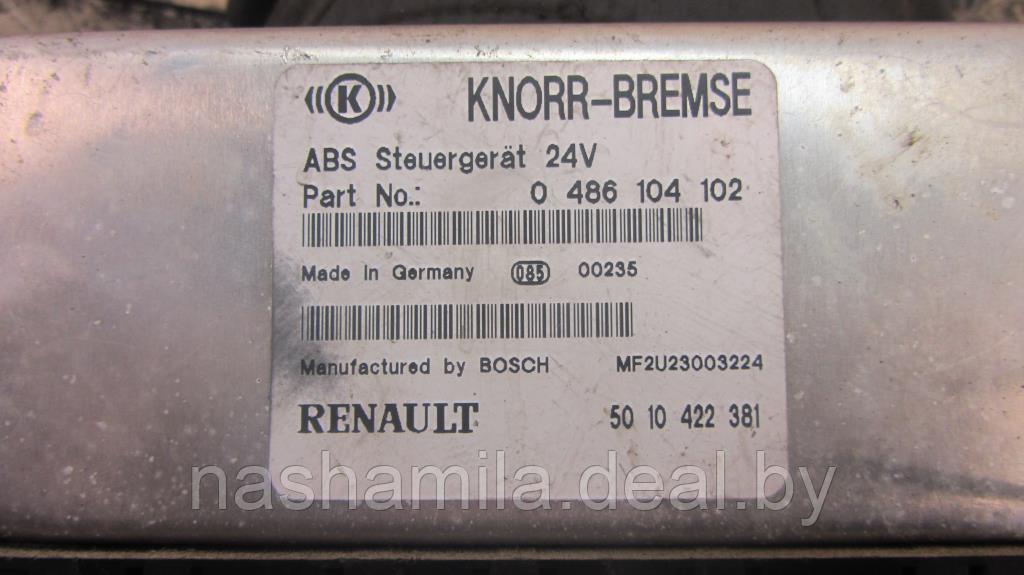 K KNORR-BREMSE
ABS Steuergerät 24V
Part No.: 0 486 104 102
Made In Germany 085 00235
Manufactured by BOSCH MF2U23003224
RENAULT 50 10 422 381
nashamila.deal.by